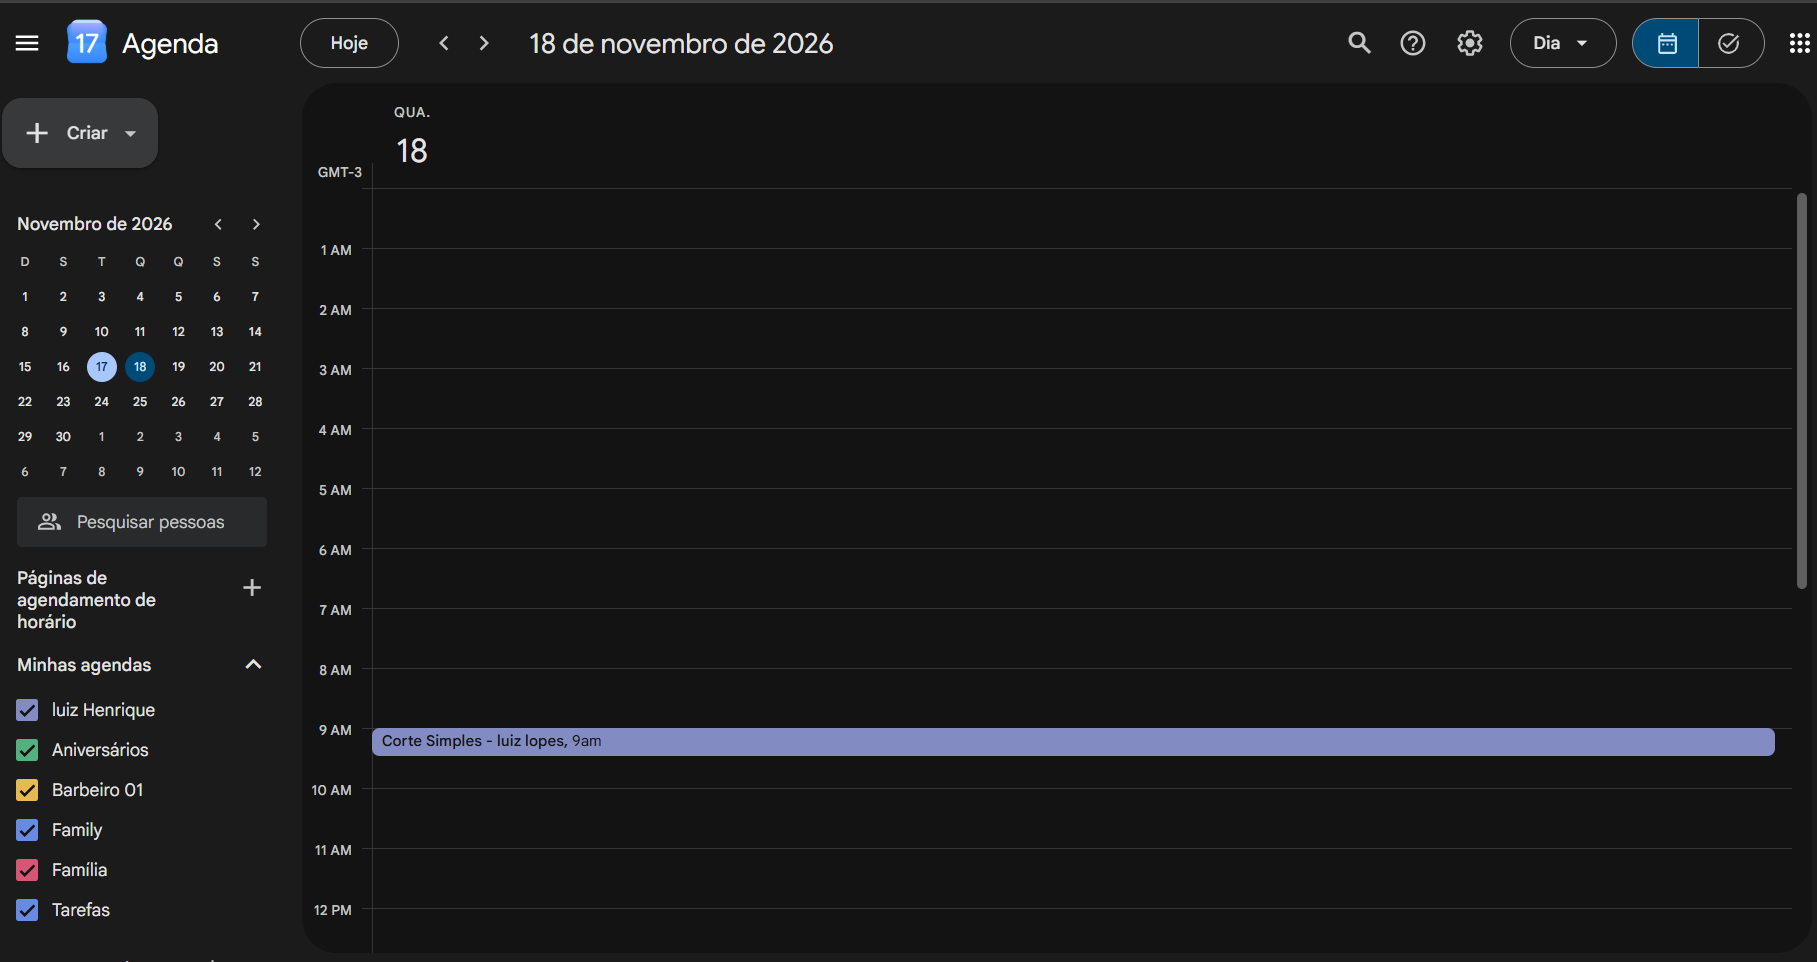 17 Agenda
Hoje
18 de novembro de 2026
Dia
Criar
Novembro de 2026
D S T Q Q S S
1 2 3 4 5 6 7
8 9 10 11 12 13 14
15 16 17 18 19 20 21
22 23 24 25 26 27 28
29 30 1 2 3 4 5
6 7 8 9 10 11 12
Pesquisar pessoas
Páginas de
agendamento de
horário
Minhas agendas
luiz Henrique
Aniversários
Barbeiro 01
Family
Família
Tarefas
QUA.
18
GMT-3
1 AM
2 AM
3 AM
4 AM
5 AM
6 AM
7 AM
8 AM
9 AM
Corte Simples - luiz lopes, 9am
10 AM
11 AM
12 PM